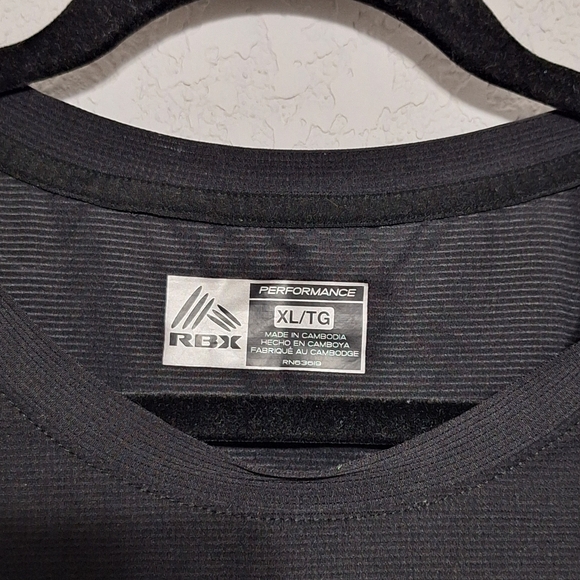 PERFORMANCE
XL/TG
MADE IN CAMBODIA
HECHO EN CAMBOYA
FABRIQUÉ AU CAMBODGE
RN63619
RBX